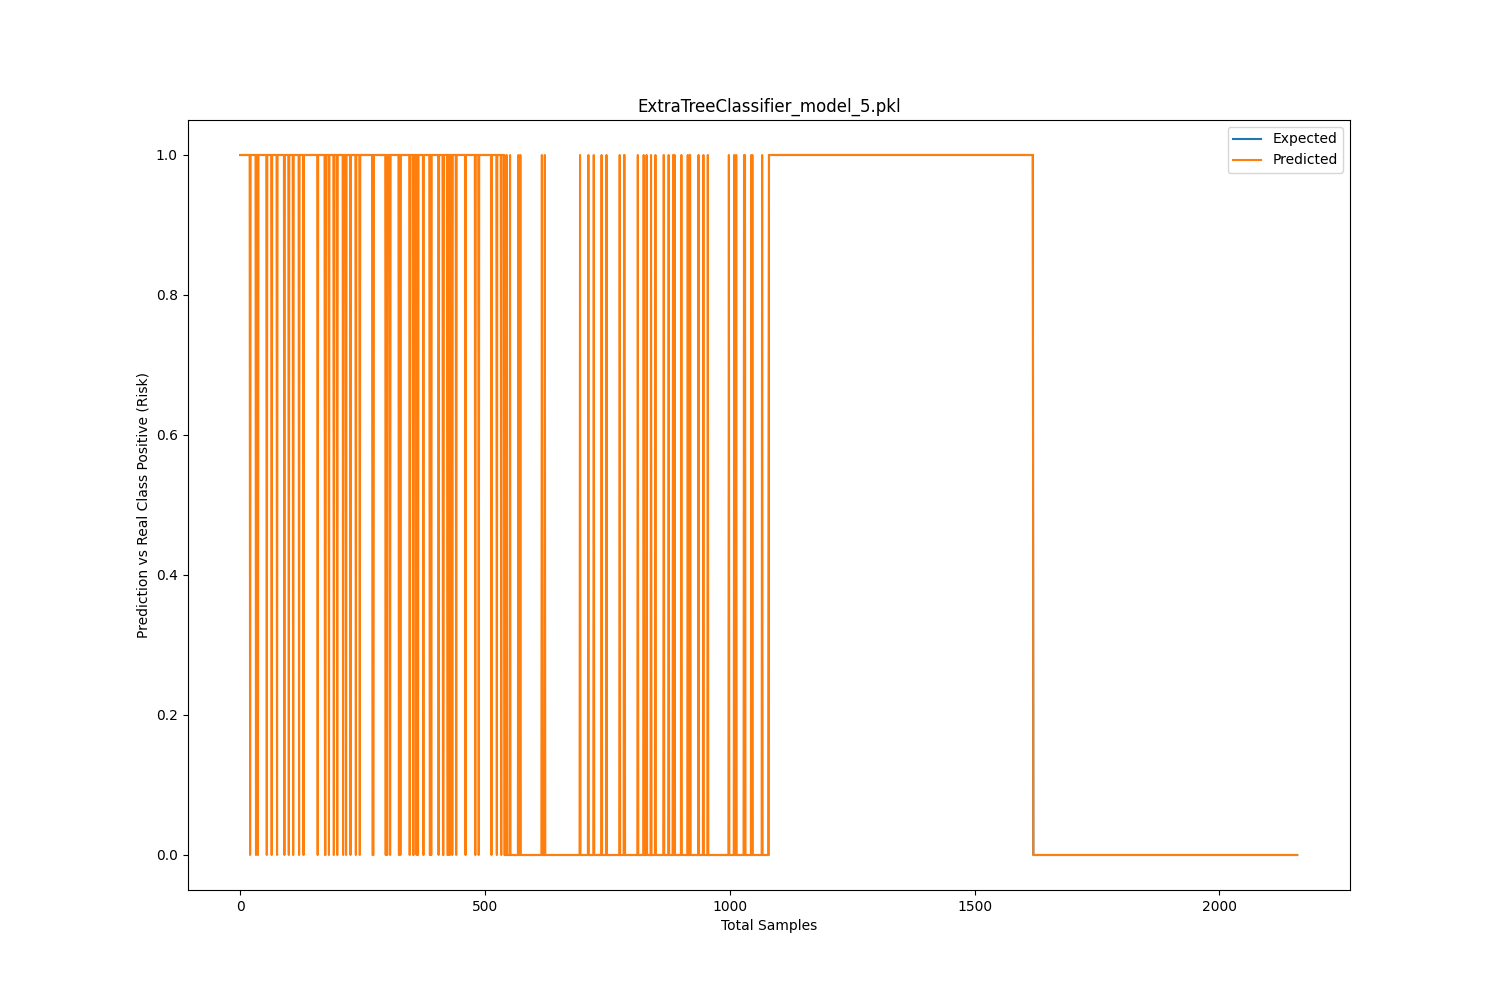 ExtraTreeClassifier_model_5.pkl
Expected
Predicted
1.0
0.8
0.6
0.4
0.2
0.0
Prediction vs Real Class Positive (Risk)
0
500
1000
1500
2000
Total Samples